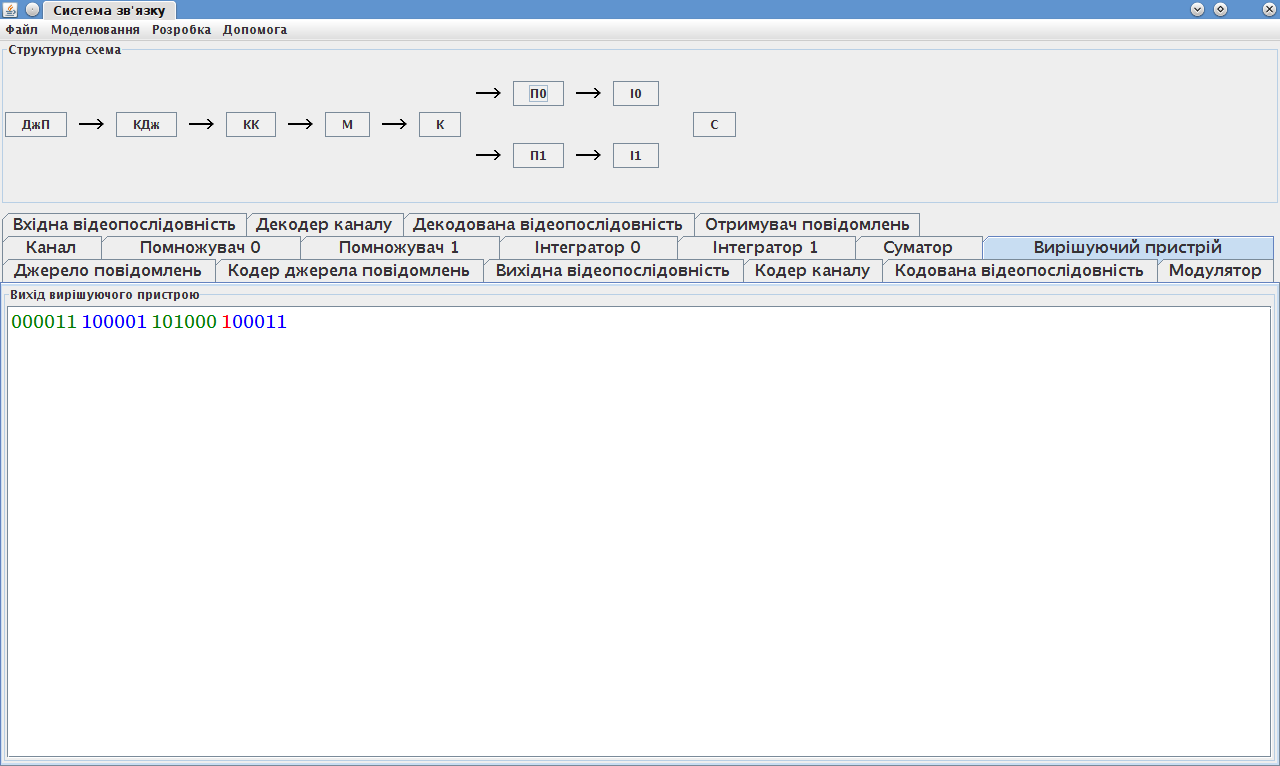 Система зв'язку
Файл Моделювання Розробка Допомога
Структурна схема
П0 І0
ДжП КДж КК М К С
П1 І1
Вхідна відеопослідовність Декодер каналу Декодована відеопослідовність Отримувач повідомлень
Канал Помножувач 0 Помножувач 1 Інтегратор 0 Інтегратор 1 Суматор Вирішуючий пристрій
Джерело повідомлень Кодер джерела повідомлень Вихідна відеопослідовність Кодер каналу Кодована відеопослідовність Модулятор
Вихід вирішуючого пристрою
000011 100001 101000 100011